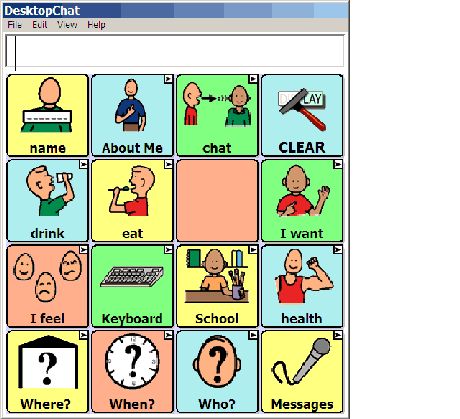 DesktopChat
File Edit View Help
name About Me chat CLEAR
drink eat I want
I feel Keyboard School health
Where? When? Who? Messages